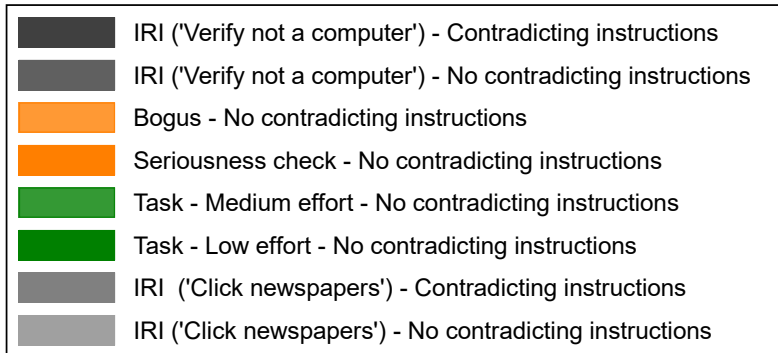 IRI ('Verify not a computer') - Contradicting instructions
IRI ('Verify not a computer') - No contradicting instructions
Bogus - No contradicting instructions
Seriousness check - No contradicting instructions
Task - Medium effort - No contradicting instructions
Task - Low effort - No contradicting instructions
IRI  ('Click newspapers') - Contradicting instructions
IRI ('Click newspapers') - No contradicting instructions